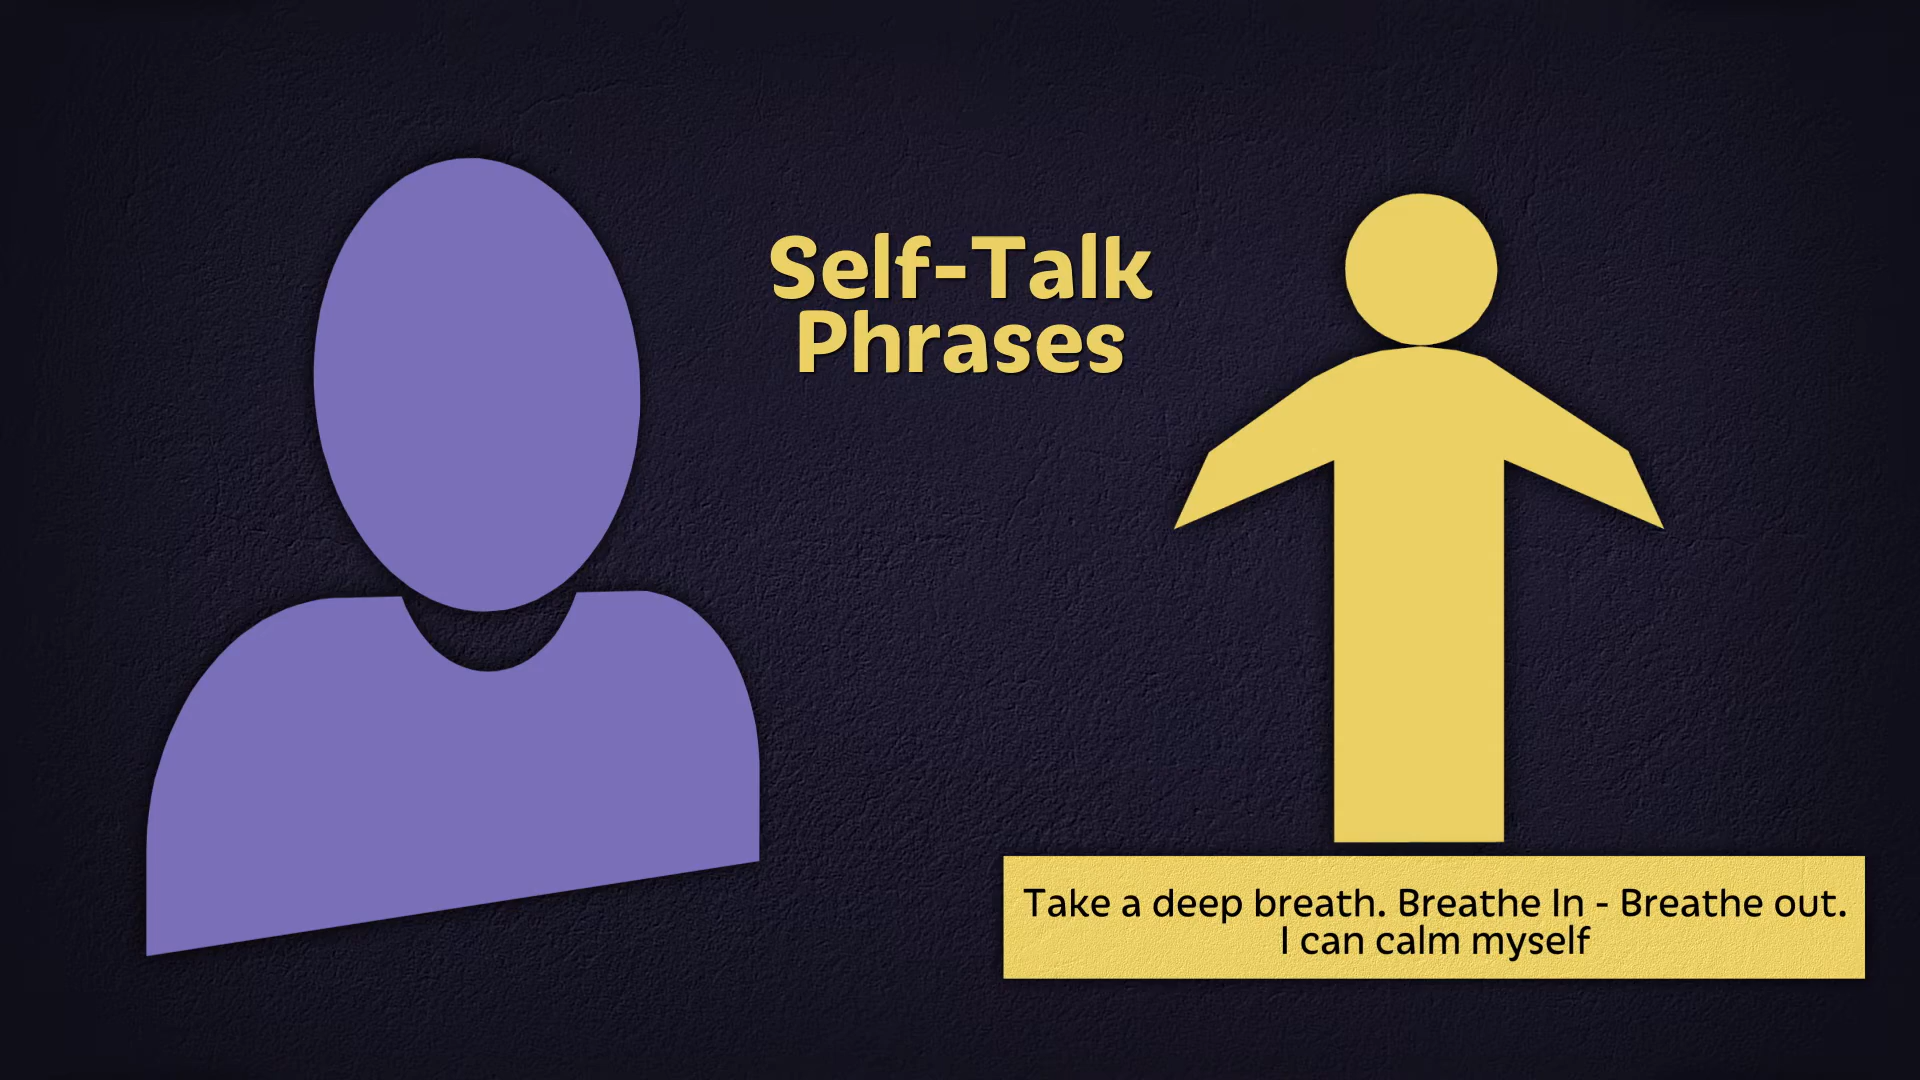 Self-Talk
Phrases
Take a deep breath. Breathe In - Breathe out.
I can calm myself